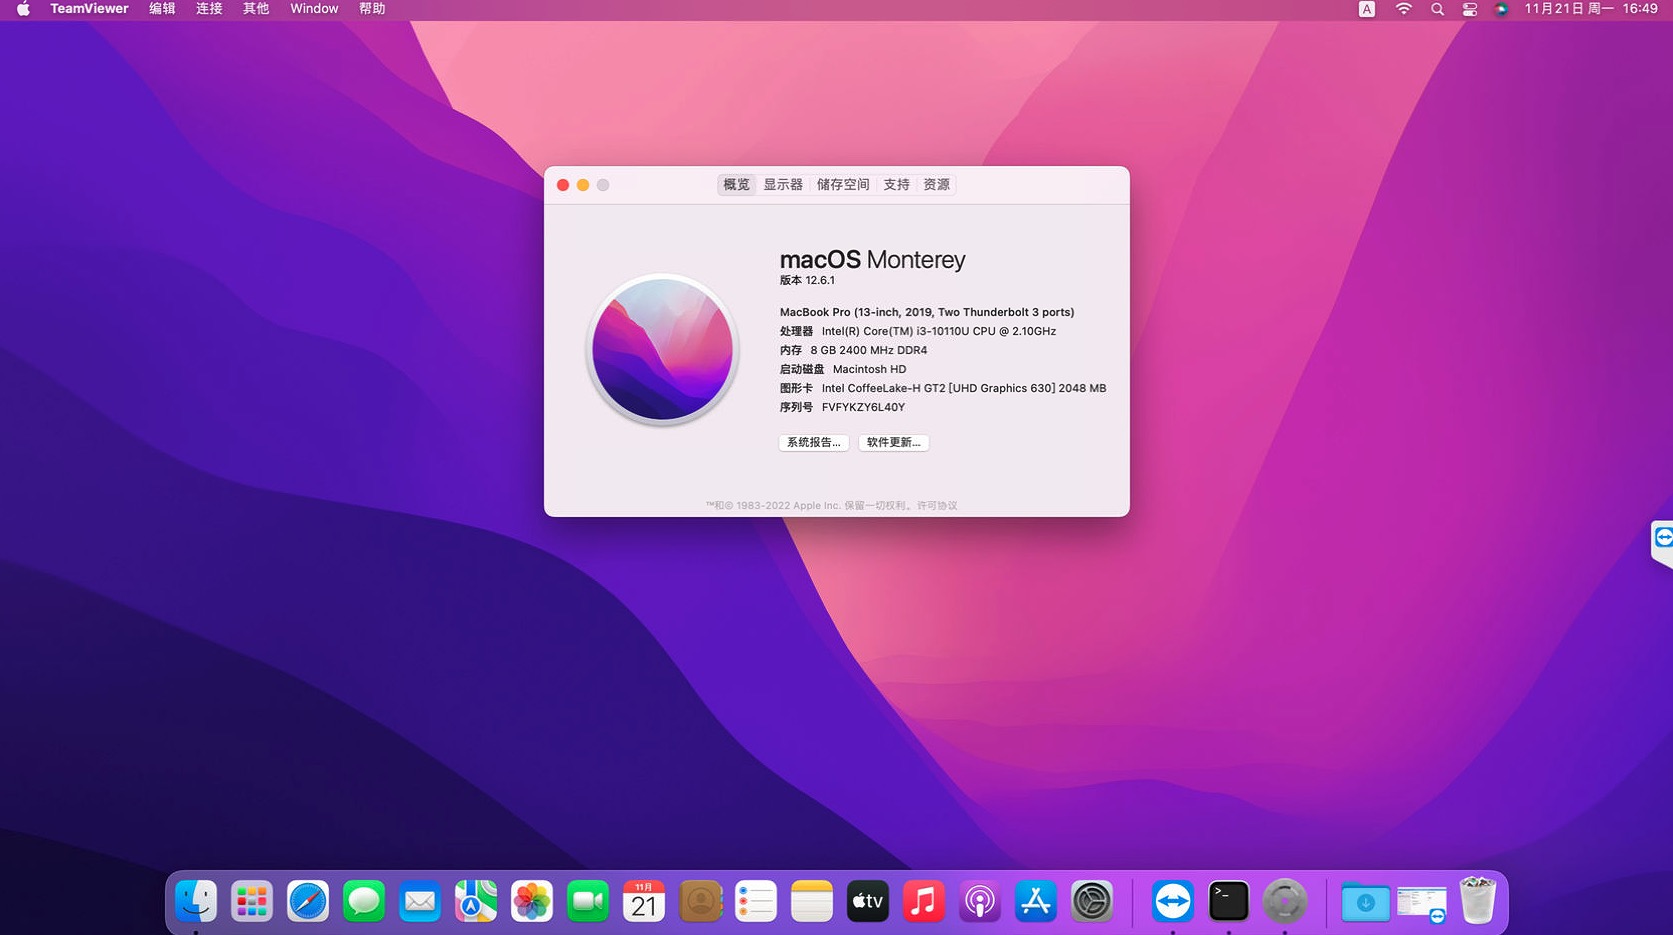 TeamViewer 编辑 连接 其他 Window 帮助 A 11月21日 周一 16:49
概览 显示器 储存空间 支持 资源
macOS Monterey
版本 12.6.1
MacBook Pro (13-inch, 2019, Two Thunderbolt 3 ports)
处理器 Intel(R) Core(TM) i3-10110U CPU @ 2.10GHz
内存 8 GB 2400 MHz DDR4
启动磁盘 Macintosh HD
图形卡 Intel CoffeeLake-H GT2 [UHD Graphics 630] 2048 MB
序列号 FVFYKZY6L40Y
系统报告... 软件更新...
™和© 1983-2022 Apple Inc. 保留一切权利。许可协议
11月
21
tv
>_